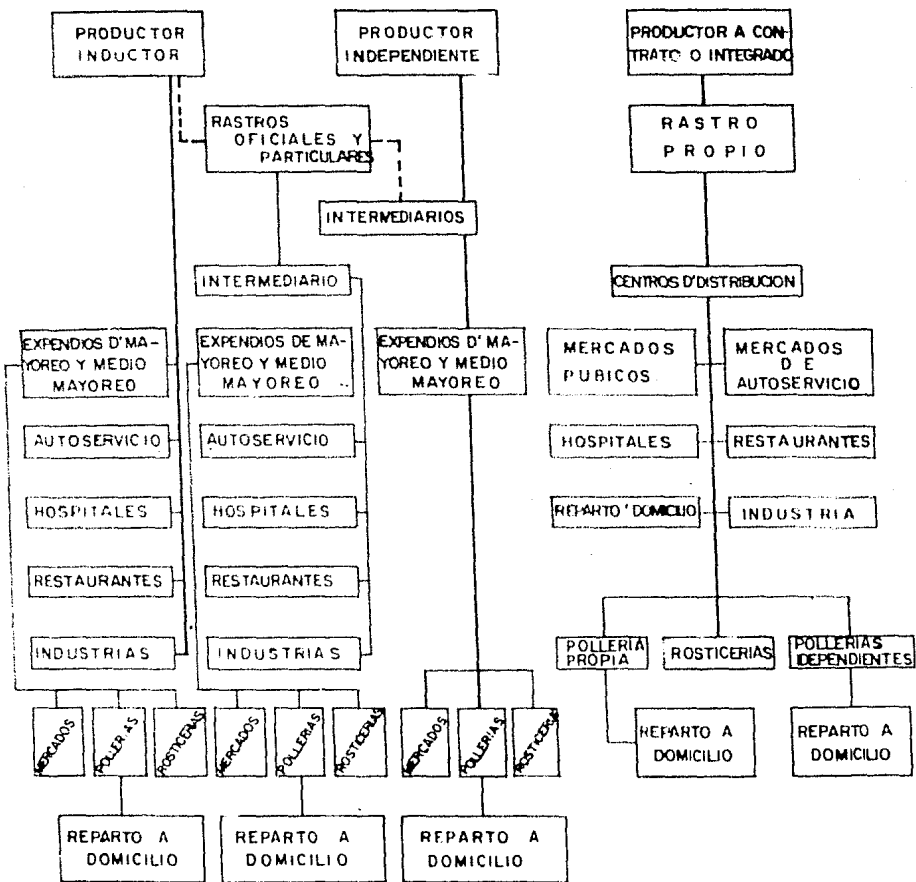 PRODUCTOR
INDUCTOR
PRODUCTOR
INDEPENDIENTE
PRODUCTOR A CON-
TRATO O INTEGRADO
RASTROS
OFICIALES Y
PARTICULARES
RASTRO
PROPIO
INTERMEDIARIOS
INTERMEDIARIO
CENTROS D'DISTRIBUCION
EXPENDIOS D'MA-
YOREO Y MEDIO
MAYOREO
EXPENDIOS DE MA-
YOREO Y MEDIO
MAYOREO ..
EXPENDIOS D'MA-
YOREO Y MEDIO
MAYOREO
MERCADOS
PUBICOS
MERCADOS
DE
AUTOSERVICIO
AUTOSERVICIO
AUTOSERVICIO
HOSPITALES
RESTAURANTES
HOSPITALES
HOSPITALES
REPARTO'DOMICILIO
INDUSTRIA
RESTAURANTES
RESTAURANTES
INDUSTRIAS
INDUSTRIAS
POLLERIA
PROPIA
ROSTICERIAS
POLLERIAS
IDEPENDIENTES
MERCADOS
POLLERIAS
ROSTICERIAS
MERCADOS
POLLERIAS
ROSTICERIAS
MERCADOS
POLLERIAS
ROSTICERIA
REPARTO A
DOMICILIO
REPARTO A
DOMICILIO
REPARTO A
DOMICILIO
REPARTO A
DOMICILIO
REPARTO A
DOMICILIO